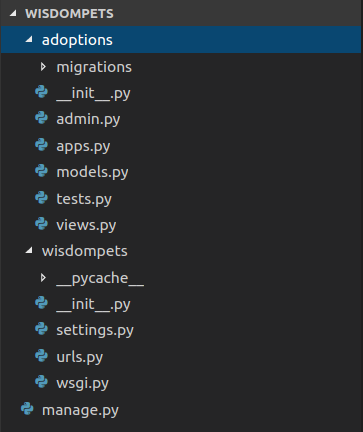 WISDOMPETS
adoptions
migrations
__init__.py
admin.py
apps.py
models.py
tests.py
views.py
wisdompets
__pycache__
__init__.py
settings.py
urls.py
wsgi.py
manage.py